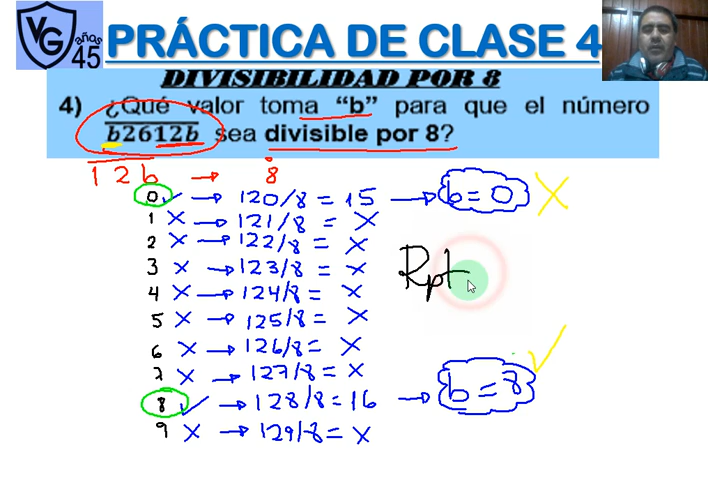 VG años 45
PRÁCTICA DE CLASE 4
DIVISIBILIDAD POR 8
4) ¿Qué valor toma “b” para que el número
b2612b sea divisible por 8?
12b → 8
0 ✓ → 120/8 = 15 → b = 0 X
1 X → 121/8 = X
2 X → 122/8 = X
3 X → 123/8 = X
Rpt
4 X → 124/8 = X
5 X → 125/8 = X
6 X → 126/8 = X
7 X → 127/8 = X
8 ✓ → 128/8 = 16 → b = 8 ✓
9 X → 129/8 = X